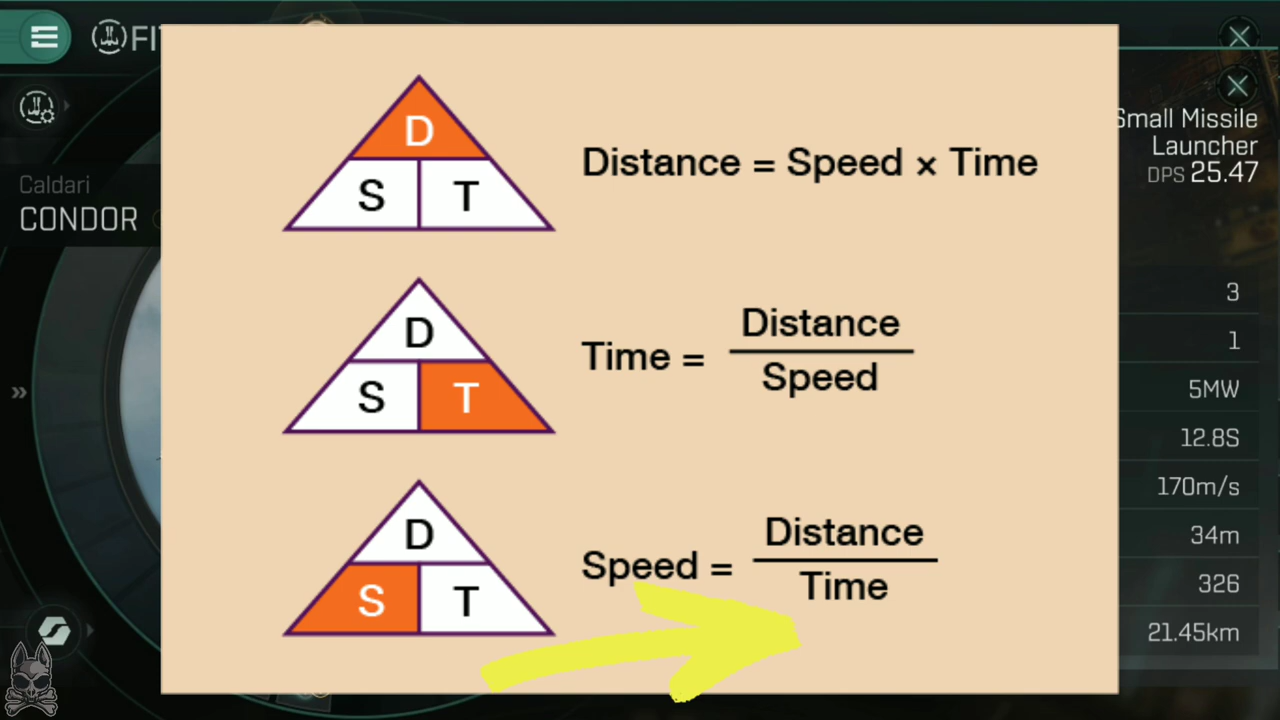 FI
Small Missile
Launcher
DPS 25.47
Caldari
CONDOR
D
S T
Distance = Speed × Time
D
S T
Time = Distance
Speed
D
S T
Speed = Distance
Time
3
1
5MW
12.8S
170m/s
34m
326
21.45km